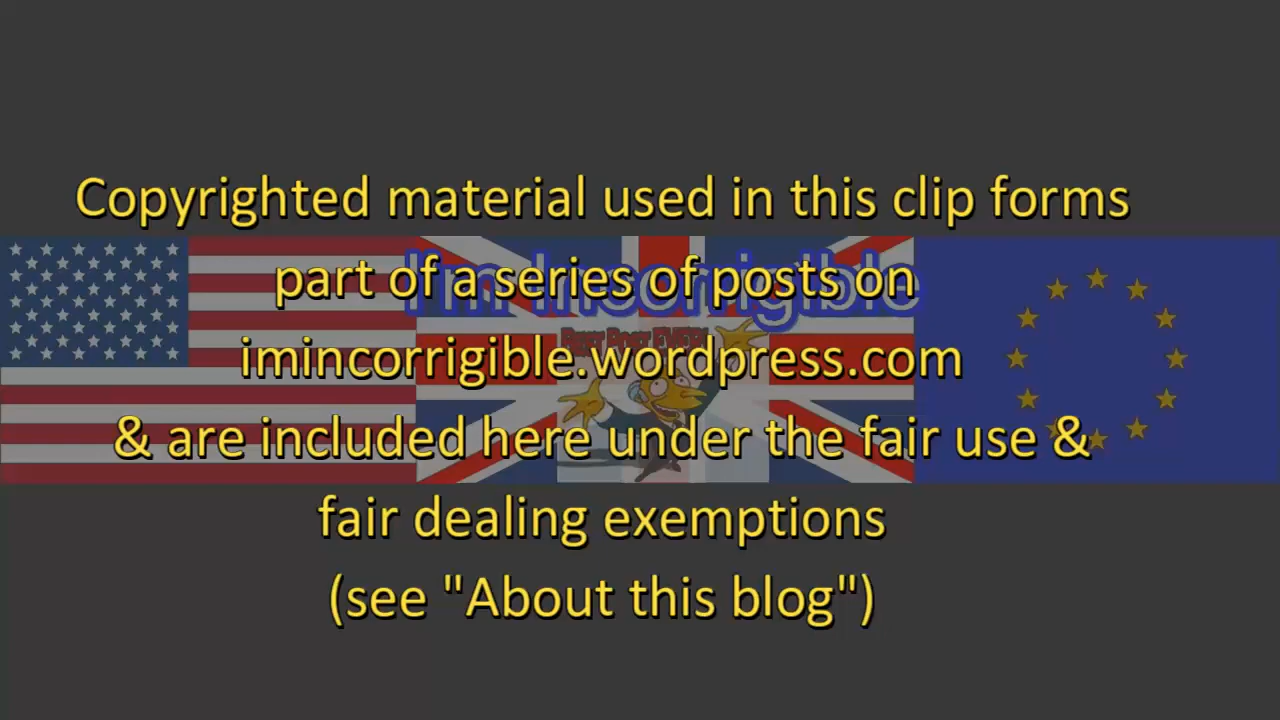 Copyrighted material used in this clip forms
part of a series of posts on
imincorrigible.wordpress.com
& are included here under the fair use &
fair dealing exemptions
(see "About this blog")
I'm Incorrigible